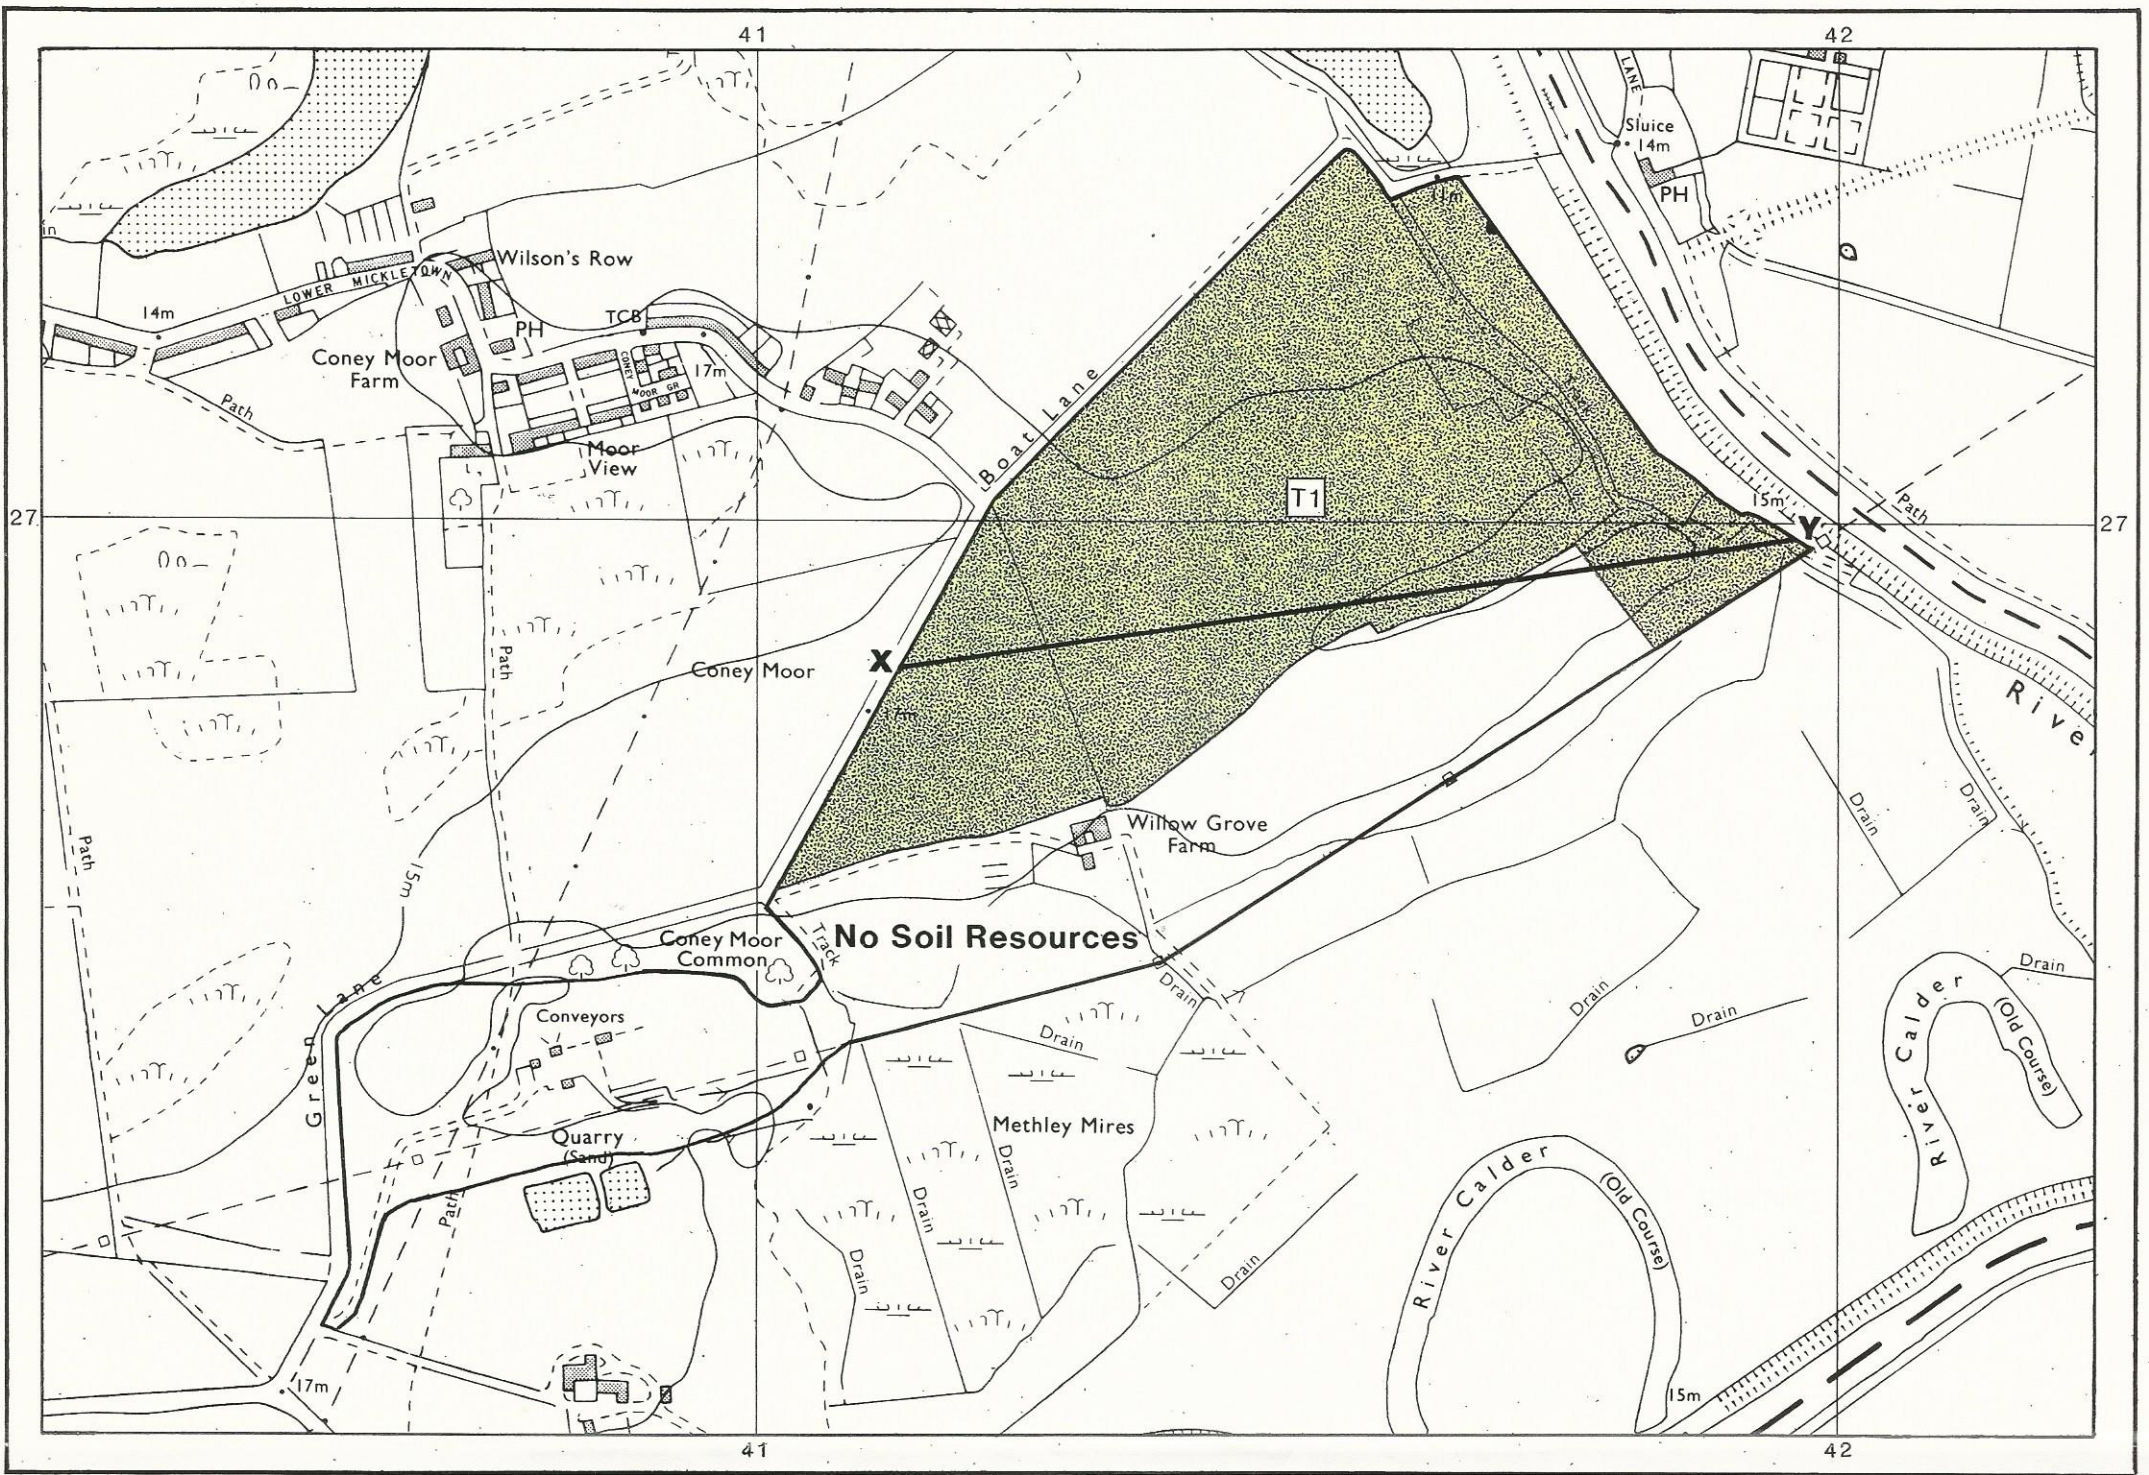 41
42
LANE
Sluice
14m
PH
11m
Wilson's Row
LOWER MICKLETOWN
14m
TCB
PH
Coney Moor
Farm
CONEY
MOOR GR
17m
Path
Boat Lane
Moor
View
T1
15m
Path
27
27
Y
X
Path
Coney Moor
River
Path
15m
Willow Grove
Farm
Drain
Drain
No Soil Resources
Coney Moor
Common
Track
Green Lane
Drain
Drain
Drain
Conveyors
Drain
Drain
River Calder
(Old Course)
Quarry
(Sand)
Methley Mires
Path
Drain
Drain
Drain
Drain
River Calder
(Old Course)
17m
15m
41
42